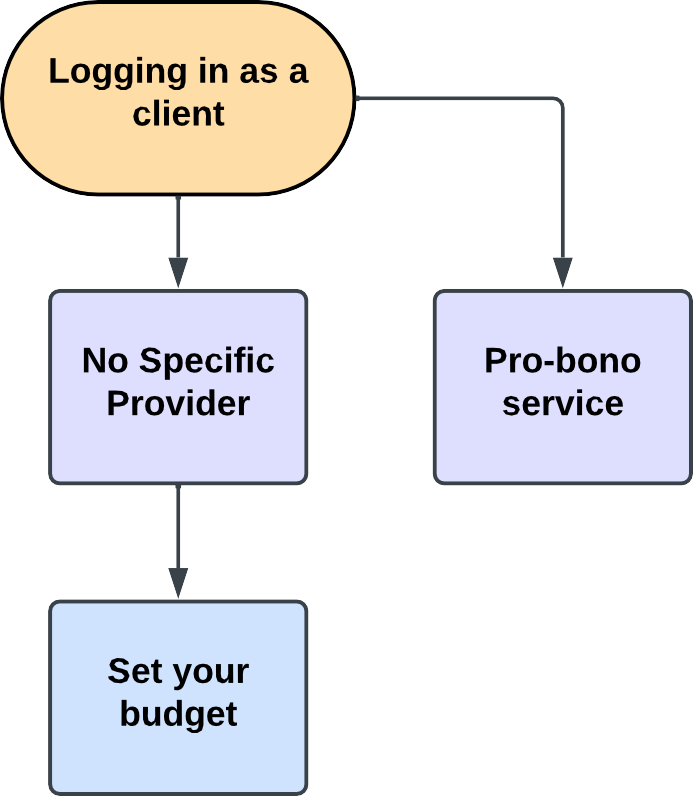 Logging in as a
client
No Specific
Provider
Pro-bono
service
Set your
budget